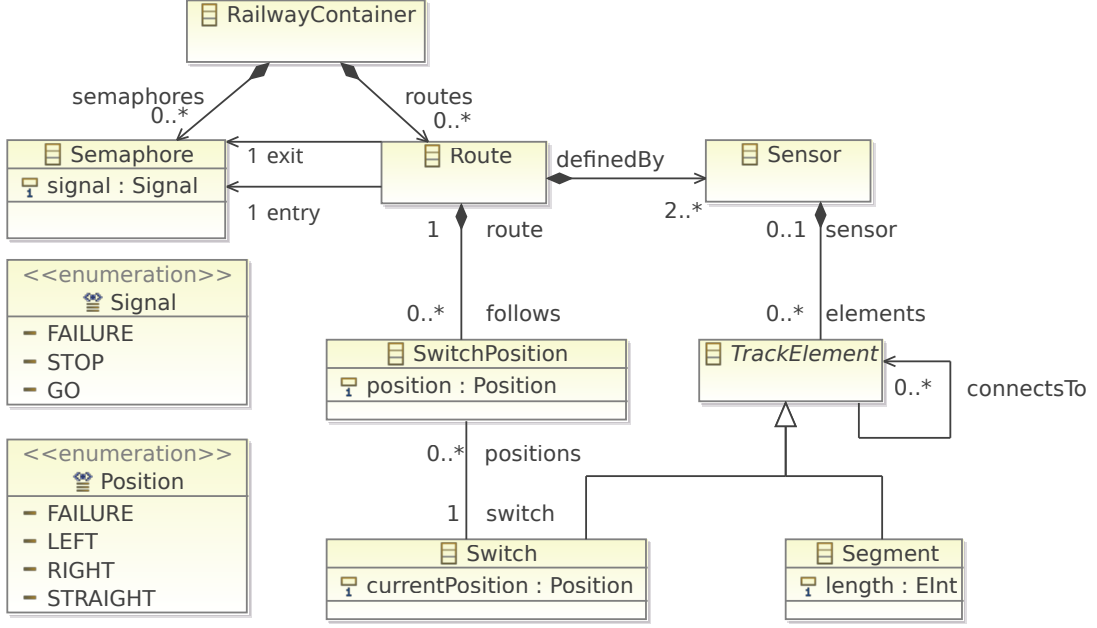 RailwayContainer
semaphores
0..*
routes
0..*
Semaphore
signal : Signal
1 exit
1 entry
Route
definedBy
2..*
Sensor
1 route
0..1 sensor
<<enumeration>>
Signal
FAILURE
STOP
GO
0..* follows
0..* elements
SwitchPosition
position : Position
TrackElement
0..*
connectsTo
<<enumeration>>
Position
FAILURE
LEFT
RIGHT
STRAIGHT
0..* positions
1 switch
Switch
currentPosition : Position
Segment
length : EInt